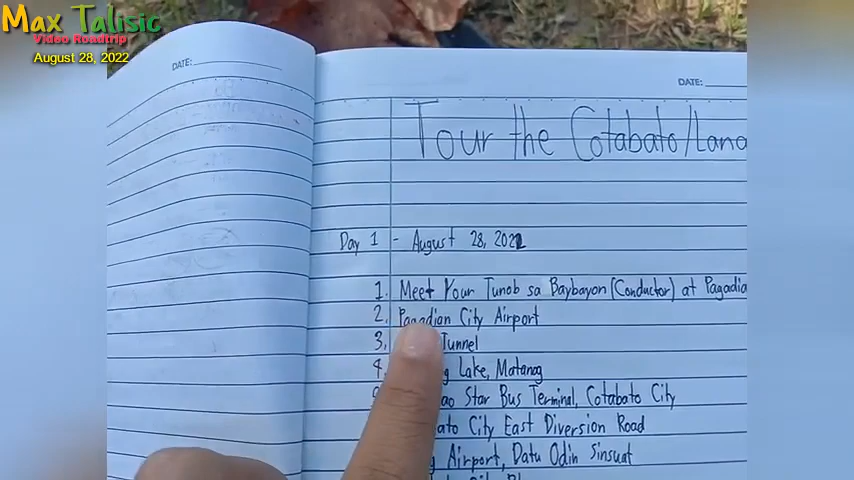 Max Talisic
Video Roadtrip
August 28, 2022
DATE:
DATE:
Tour the Cotabato/Lana
Day 1 - August 28, 2022
1. Meet Your Tunob sa Baybayon (Conductor) at Pagadia
2. Pagadian City Airport
3. Tunnel
4. Lake, Matanog
Star Bus Terminal, Cotabato City
City East Diversion Road
Airport, Datu Odin Sinsuat